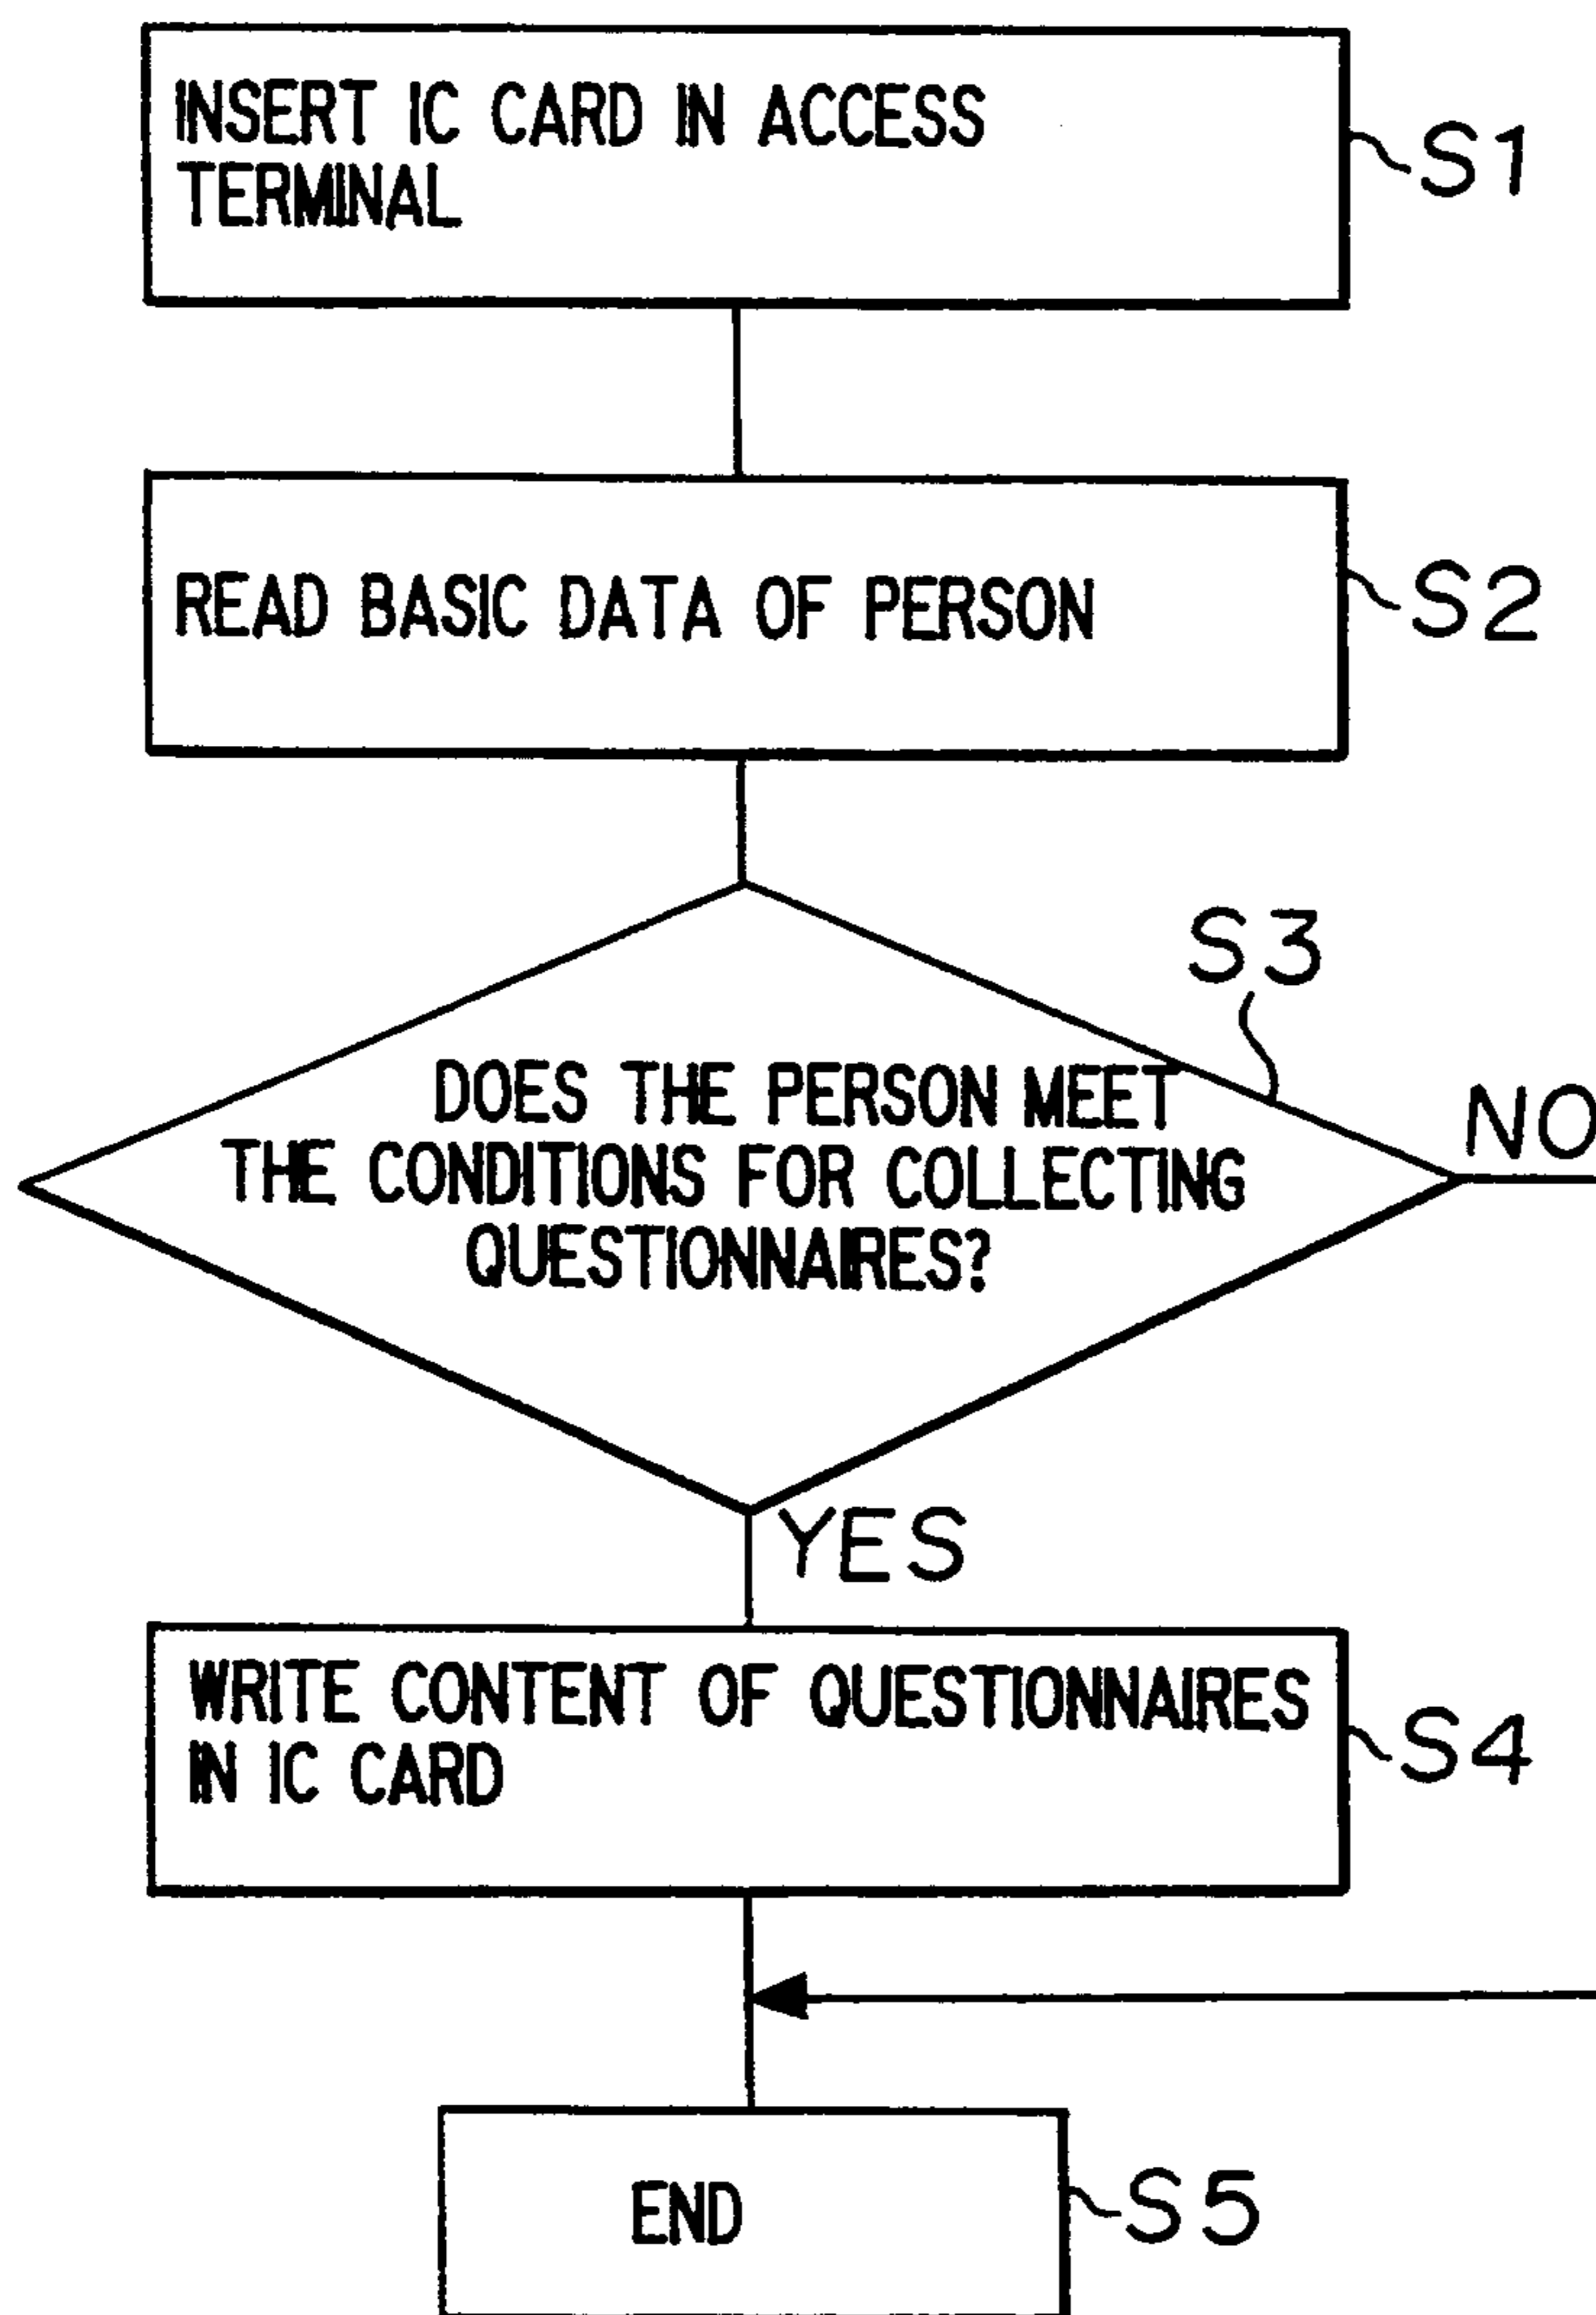 INSERT IC CARD IN ACCESS
TERMINAL
S1
READ BASIC DATA OF PERSON
S2
S3
DOES THE PERSON MEET
THE CONDITIONS FOR COLLECTING
QUESTIONNAIRES?
NO
YES
WRITE CONTENT OF QUESTIONNAIRES
IN IC CARD
S4
END
S5